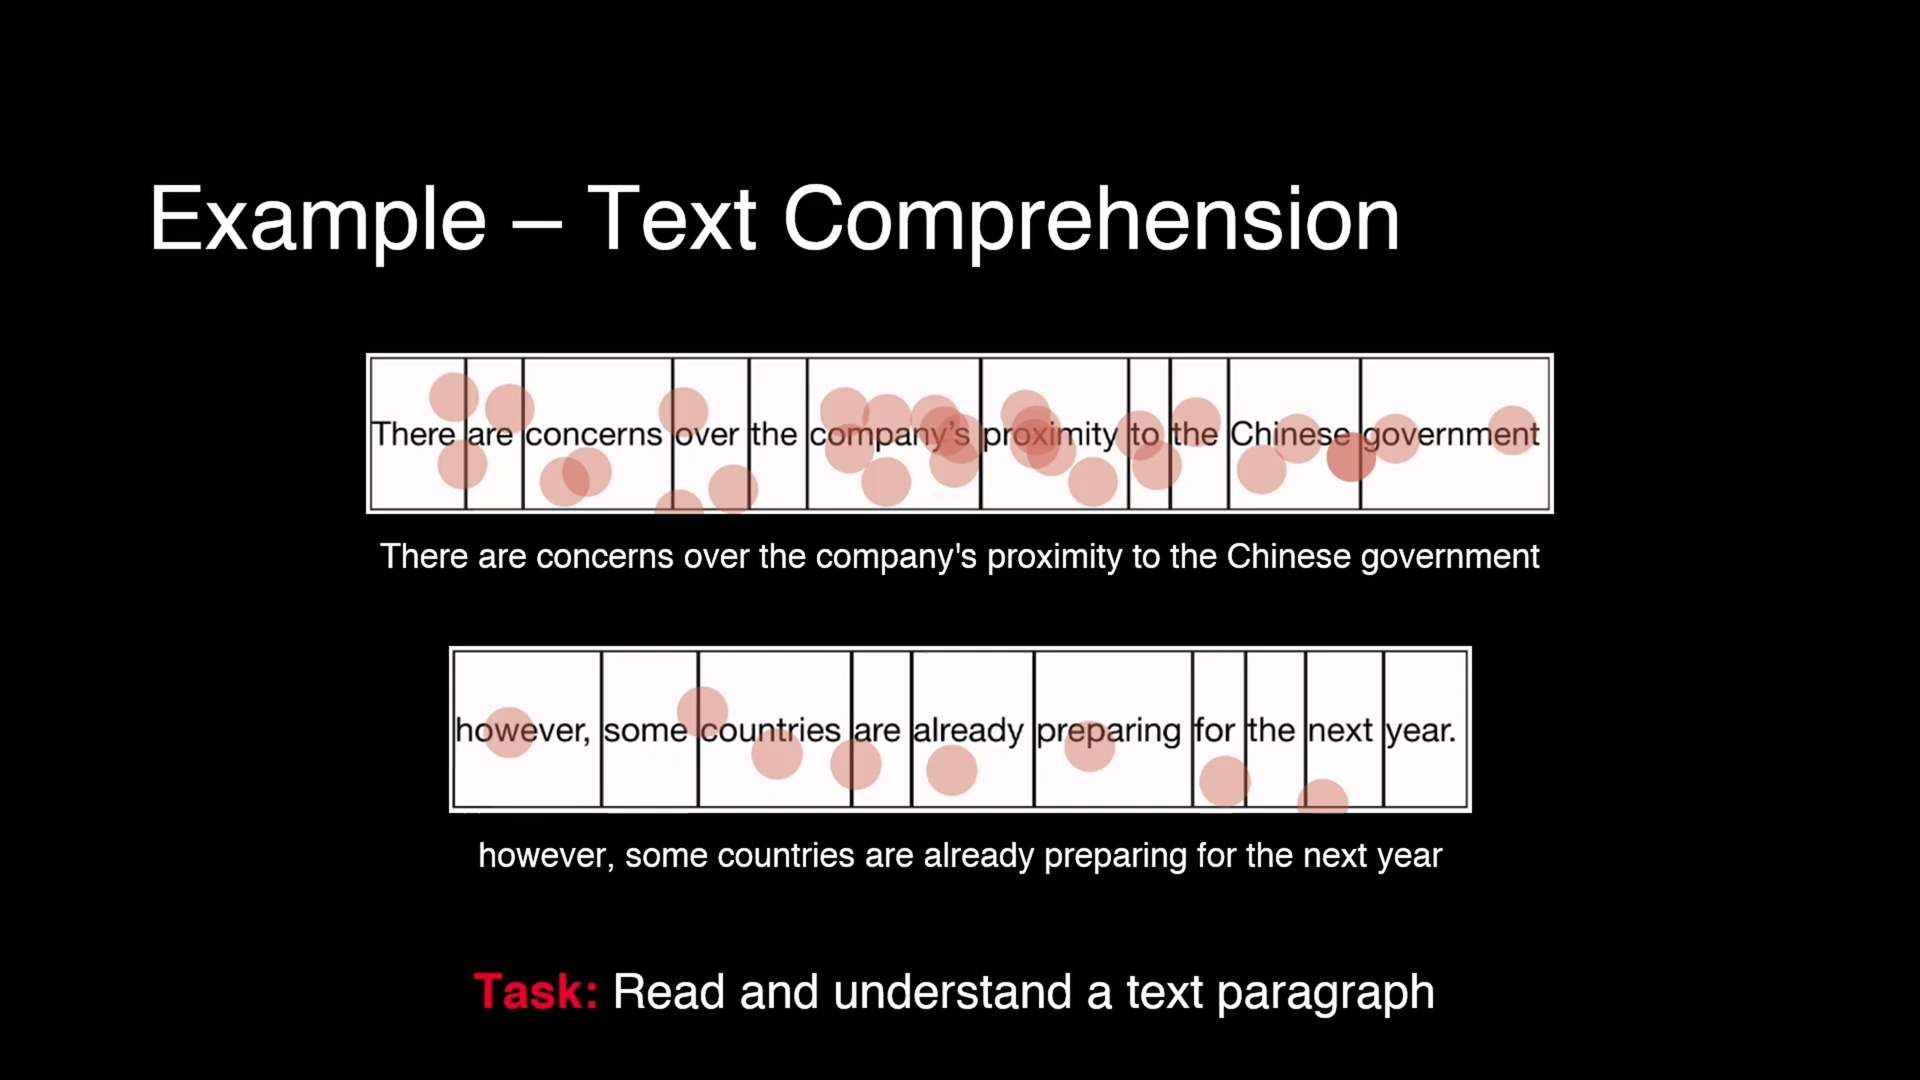 Example – Text Comprehension
There are concerns over the company's proximity to the Chinese government
There are concerns over the company's proximity to the Chinese government
however, some countries are already preparing for the next year.
however, some countries are already preparing for the next year
Task: Read and understand a text paragraph